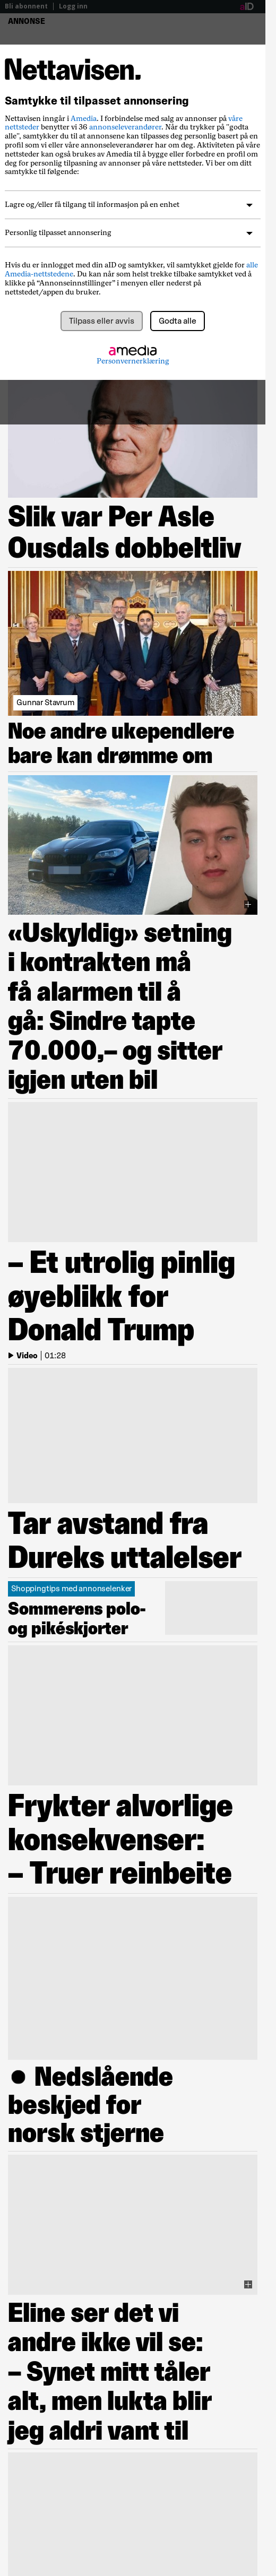 Bli abonnent | Logg inn
aID
ANNONSE
Nettavisen.
Samtykke til tilpasset annonsering
Nettavisen inngår i Amedia. I forbindelse med salg av annonser på våre
nettsteder benytter vi 36 annonseleverandører. Når du trykker på "godta
alle", samtykker du til at annonsene kan tilpasses deg personlig basert på en
profil som vi eller våre annonseleverandører har om deg. Aktiviteten på våre
nettsteder kan også brukes av Amedia til å bygge eller forbedre en profil om
deg for personlig tilpasning av annonser på våre nettsteder. Vi ber om ditt
samtykke til følgende:
Lagre og/eller få tilgang til informasjon på en enhet
Personlig tilpasset annonsering
Hvis du er innlogget med din aID og samtykker, vil samtykket gjelde for alle
Amedia-nettstedene. Du kan når som helst trekke tilbake samtykket ved å
klikke på “Annonseinnstillinger” i menyen eller nederst på
nettstedet/appen du bruker.
Tilpass eller avvis
Godta alle
amedia
Personvernerklæring
Slik var Per Asle
Ousdals dobbeltliv
Gunnar Stavrum
Noe andre ukependlere
bare kan drømme om
«Uskyldig» setning
i kontrakten må
få alarmen til å
gå: Sindre tapte
70.000,– og sitter
igjen uten bil
– Et utrolig pinlig
øyeblikk for
Donald Trump
Video | 01:28
Tar avstand fra
Dureks uttalelser
Shoppingtips med annonselenker
Sommerens polo-
og pikéskjorter
Frykter alvorlige
konsekvenser:
– Truer reinbeite
● Nedslående
beskjed for
norsk stjerne
Eline ser det vi
andre ikke vil se:
– Synet mitt tåler
alt, men lukta blir
jeg aldri vant til